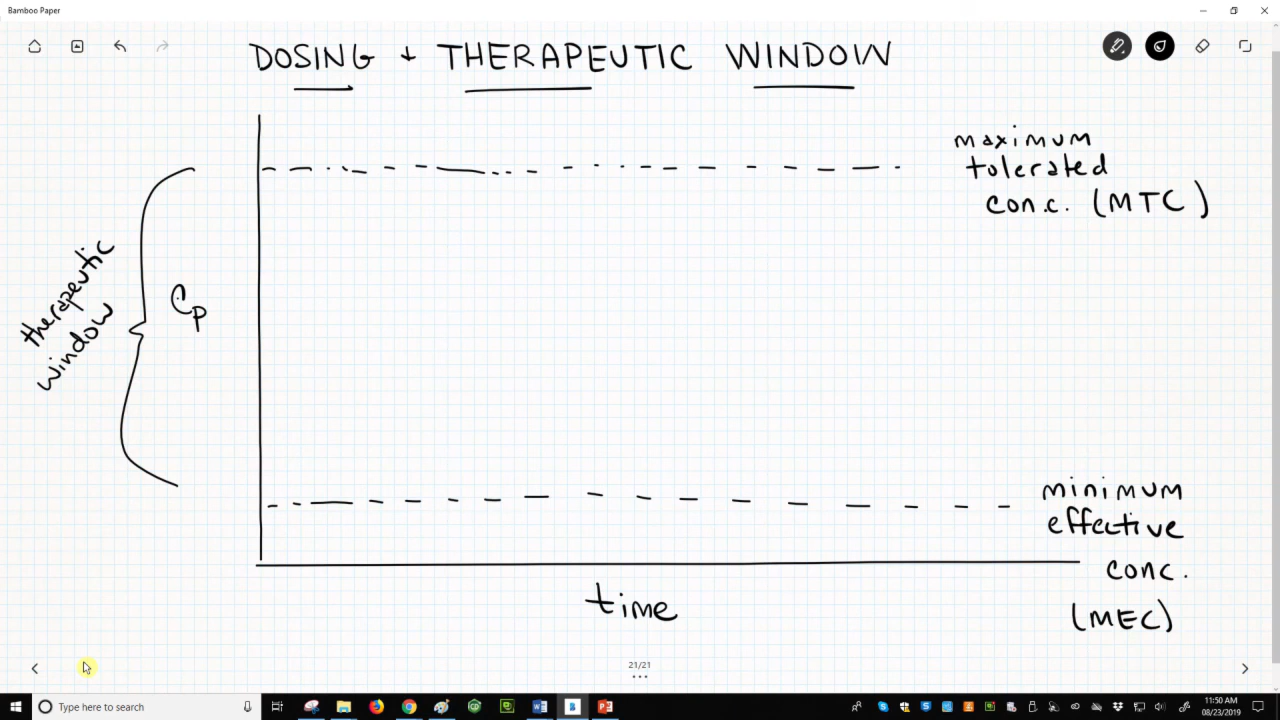 Bamboo Paper
DOSING + THERAPEUTIC WINDOW
maximum
tolerated
conc. (MTC)
therapeutic
window
Cp
minimum
effective
conc.
(MEC)
time
21/21
Type here to search
11:50 AM
08/23/2019